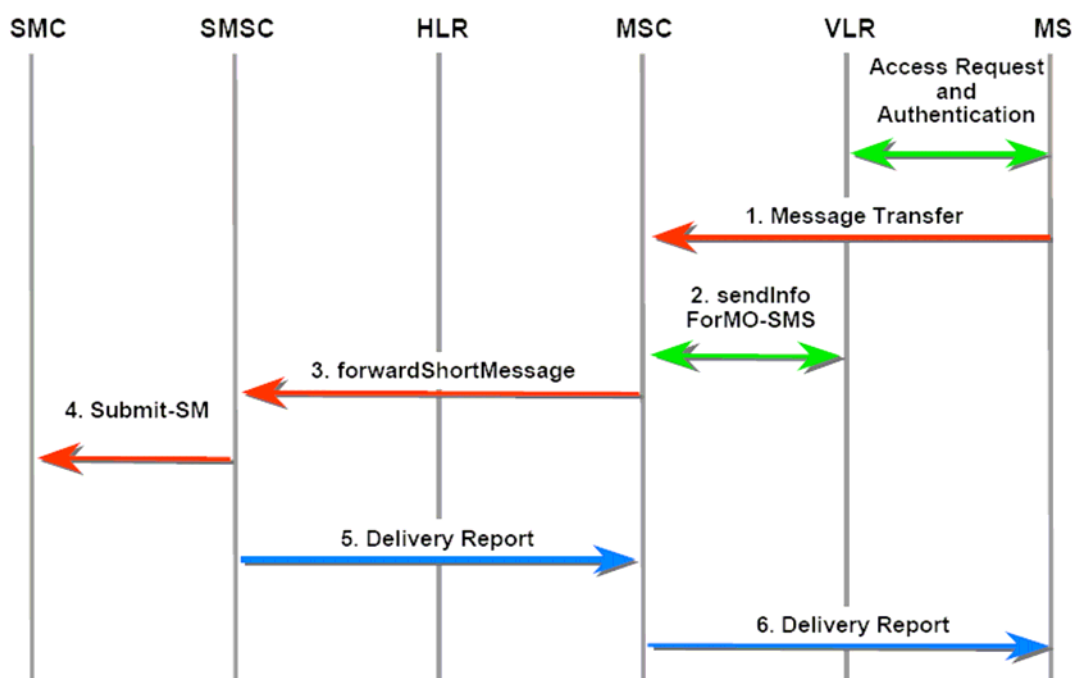 SMC SMSC HLR MSC VLR MS
Access Request
and
Authentication
1. Message Transfer
2. sendInfo
ForMO-SMS
3. forwardShortMessage
4. Submit-SM
5. Delivery Report
6. Delivery Report